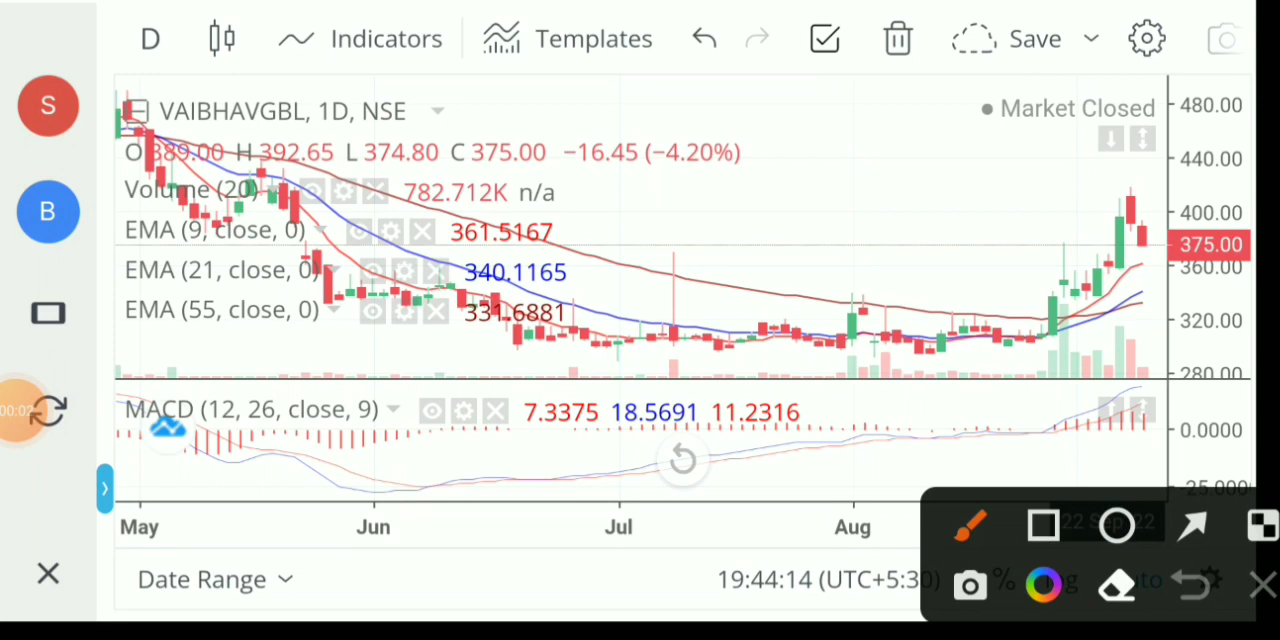 D Indicators Templates Save
S
B
VAIBHAVGBL, 1D, NSE
Market Closed
O 389.00 H 392.65 L 374.80 C 375.00 −16.45 (−4.20%)
Volume (20) 782.712K n/a
EMA (9, close, 0) 361.5167
EMA (21, close, 0) 340.1165
EMA (55, close, 0) 331.6881
480.00
440.00
400.00
375.00
360.00
320.00
280.00
00:02
MACD (12, 26, close, 9) 7.3375 18.5691 11.2316
0.0000
-25.0000
May Jun Jul Aug
Date Range
19:44:14 (UTC+5:30) %